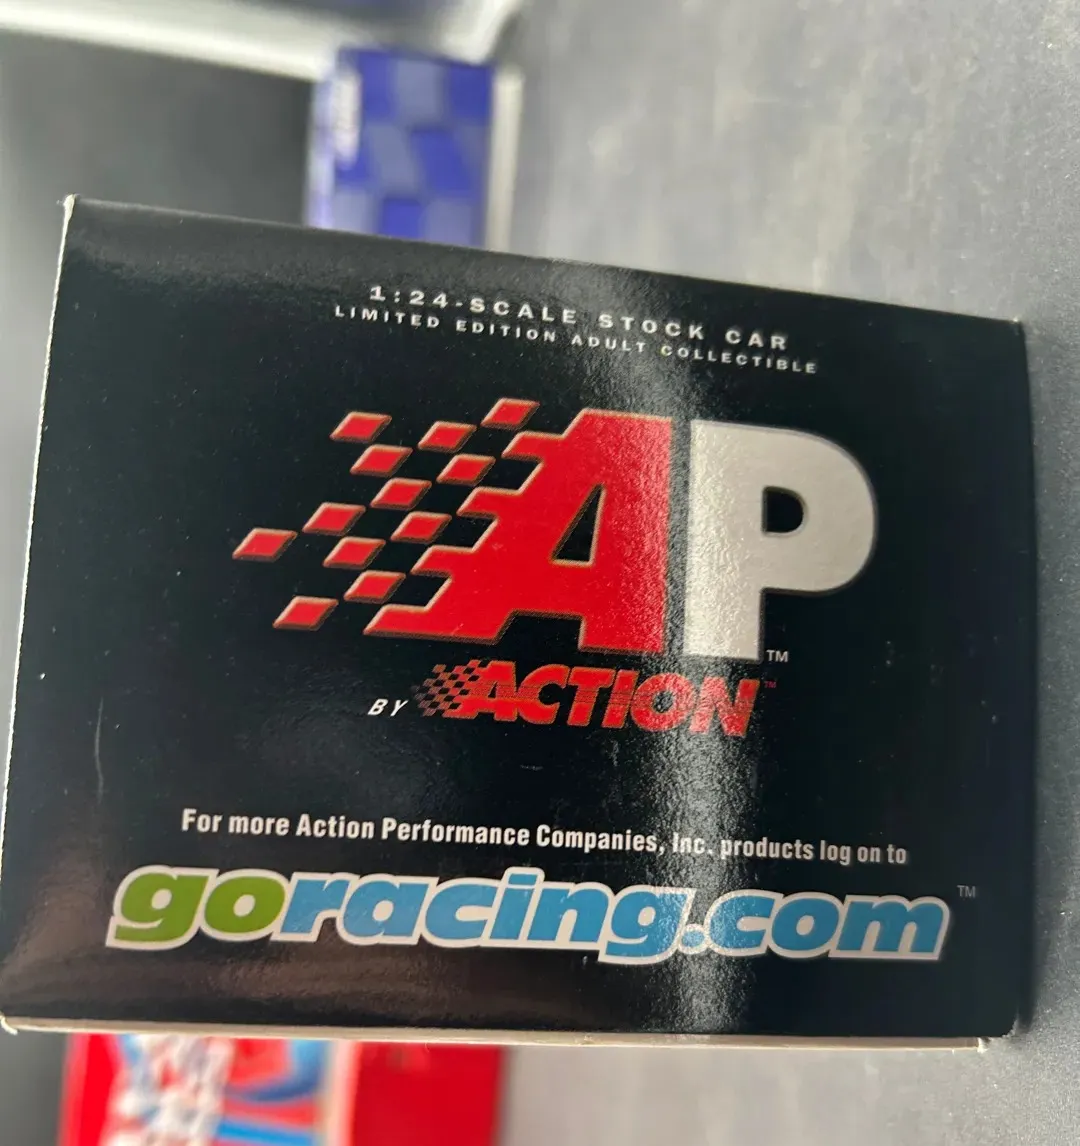 1:24-SCALE STOCK CAR
LIMITED EDITION ADULT COLLECTIBLE
AP™
BY ACTION™
For more Action Performance Companies, Inc. products log on to
goracing.com™